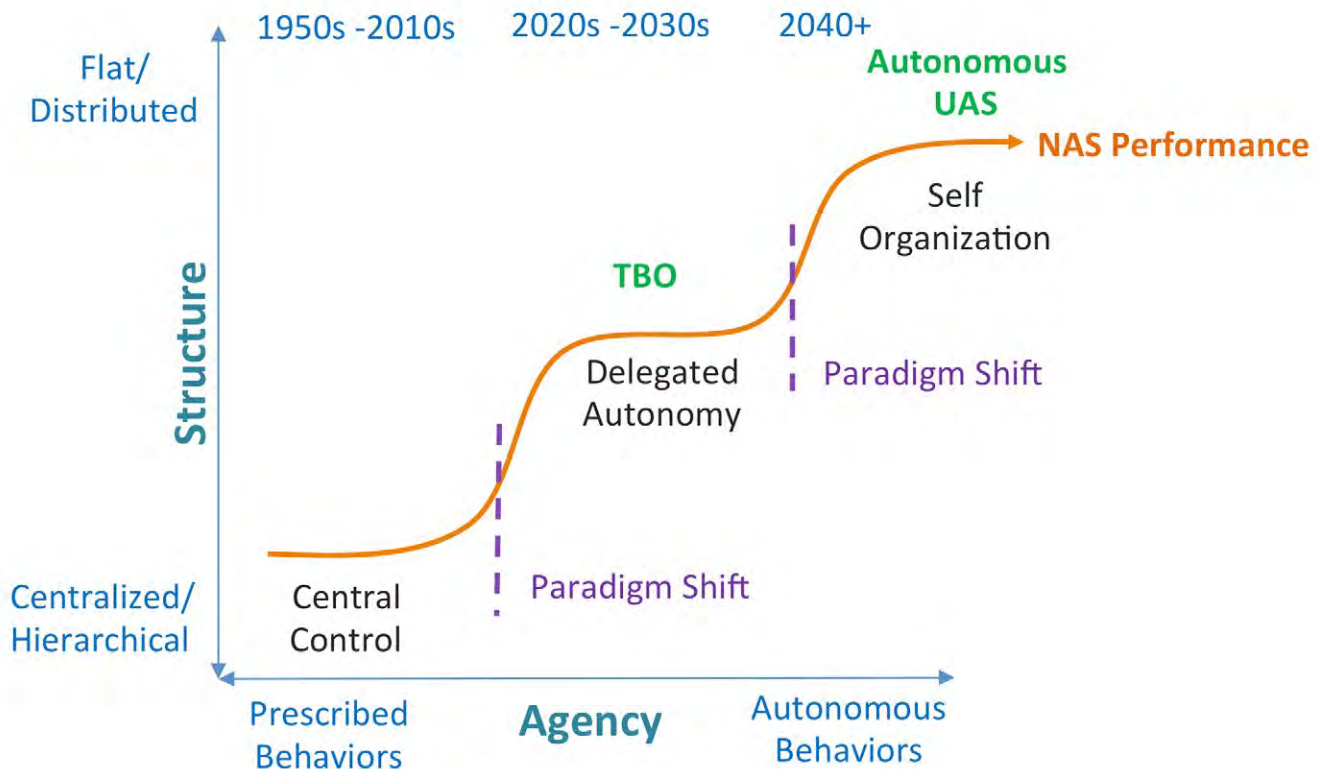 1950s -2010s
2020s -2030s
2040+
Flat/
Distributed
Autonomous
UAS
NAS Performance
Self
Organization
TBO
Structure
Delegated
Autonomy
Paradigm Shift
Centralized/
Hierarchical
Central
Control
Paradigm Shift
Prescribed
Behaviors
Agency
Autonomous
Behaviors